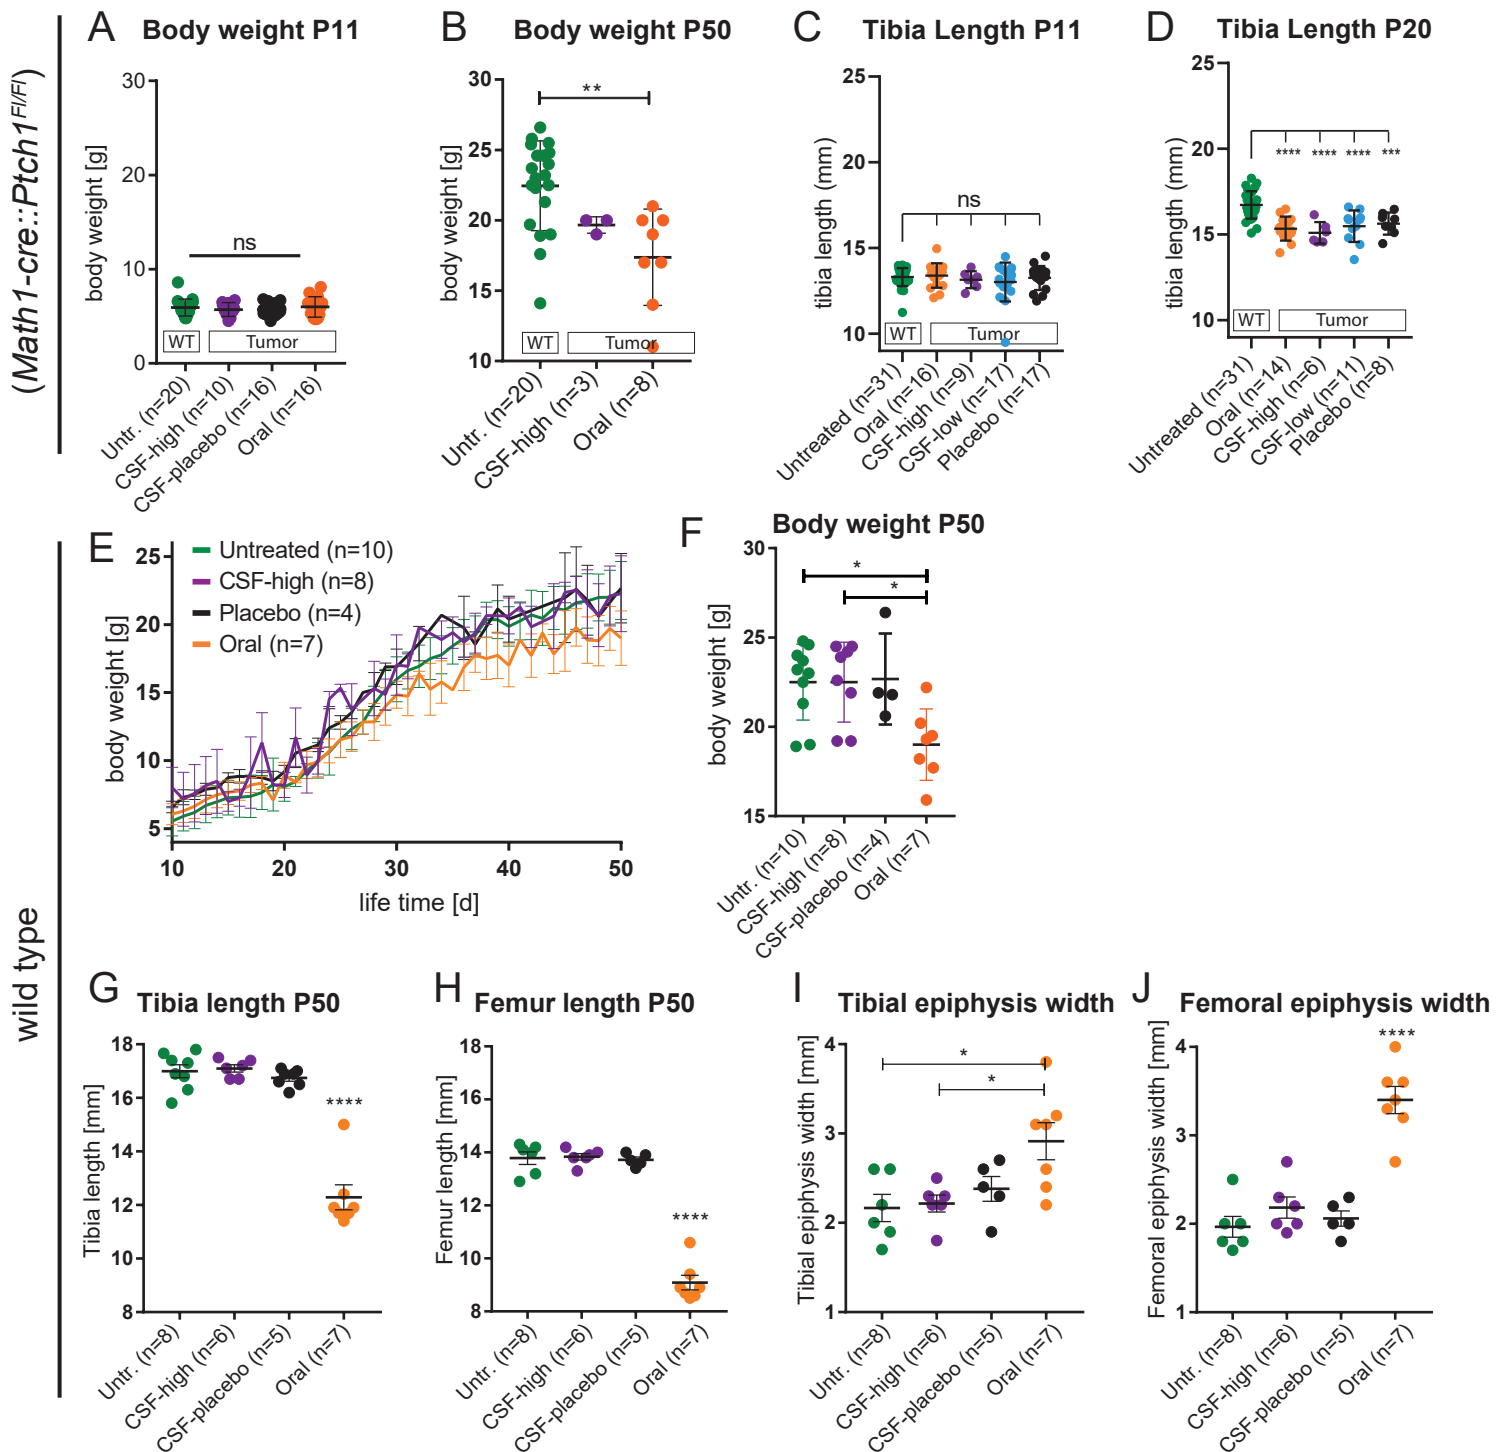 (Math1-cre::Ptch1Fl/Fl)
wild type
A Body weight P11
body weight [g]
30
20
10
0
ns
WT
Tumor
Untr. (n=20)
CSF-high (n=10)
CSF-placebo (n=16)
Oral (n=16)
B Body weight P50
body weight [g]
30
25
20
15
10
**
WT
Tumor
Untr. (n=20)
CSF-high (n=3)
Oral (n=8)
C Tibia Length P11
tibia length (mm)
25
20
15
10
ns
WT
Tumor
Untreated (n=31)
Oral (n=16)
CSF-high (n=9)
CSF-low (n=17)
Placebo (n=17)
D Tibia Length P20
tibia length (mm)
25
20
15
10
**** **** **** ***
WT
Tumor
Untreated (n=31)
Oral (n=14)
CSF-high (n=6)
CSF-low (n=11)
Placebo (n=8)
E
body weight [g]
25
20
15
10
5
Untreated (n=10)
CSF-high (n=8)
Placebo (n=4)
Oral (n=7)
10 20 30 40 50
life time [d]
F Body weight P50
body weight [g]
30
25
20
15
*
*
Untr. (n=10)
CSF-high (n=8)
CSF-placebo (n=4)
Oral (n=7)
G Tibia length P50
Tibia length [mm]
18
16
14
12
10
8
****
Untr. (n=8)
CSF-high (n=6)
CSF-placebo (n=5)
Oral (n=7)
H Femur length P50
Femur length [mm]
18
16
14
12
10
8
****
Untr. (n=8)
CSF-high (n=6)
CSF-placebo (n=5)
Oral (n=7)
I Tibial epiphysis width
Tibial epiphysis width [mm]
4
3
2
1
*
*
Untr. (n=8)
CSF-high (n=6)
CSF-placebo (n=5)
Oral (n=7)
J Femoral epiphysis width
Femoral epiphysis width [mm]
4
3
2
1
****
Untr. (n=8)
CSF-high (n=6)
CSF-placebo (n=5)
Oral (n=7)